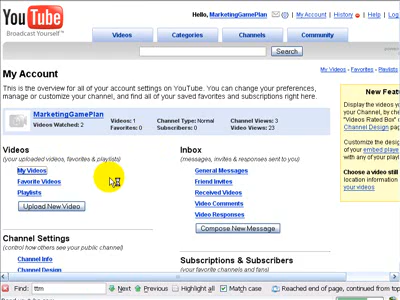 YouTube
Broadcast Yourself™
Hello, MarketingGamePlan
| My Account | History | Help | Log
Videos Categories Channels Community
Search
My Account
My Videos - Favorites - Playlists
This is the overview for all of your account settings on YouTube. You can change your preferences,
manage or customize your channel, and find all of your saved favorites and subscriptions right here.
MarketingGamePlan
Videos Watched: 2
Videos: 1
Favorites: 0
Channel Type: Normal
Subscribers: 0
Channel Views: 3
Video Views: 23
New Featu
Display the videos yo
your Channel, by che
"Videos Rated Box" o
Channel Design page
Customize the design
of any embed playe
with any of your playl
Choose a video still
location information
your videos
Videos
(your uploaded videos, favorites & playlists)
My Videos
Favorite Videos
Playlists
Upload New Video
Inbox
(messages, invites & responses sent to you)
General Messages
Friend Invites
Received Videos
Video Comments
Video Responses
Compose New Message
Channel Settings
(control how others see your public channel)
Channel Info
Channel Design
Subscriptions & Subscribers
(your favorite channels and fans)
Find: ttm Next Previous Highlight all Match case Reached end of page, continued from top